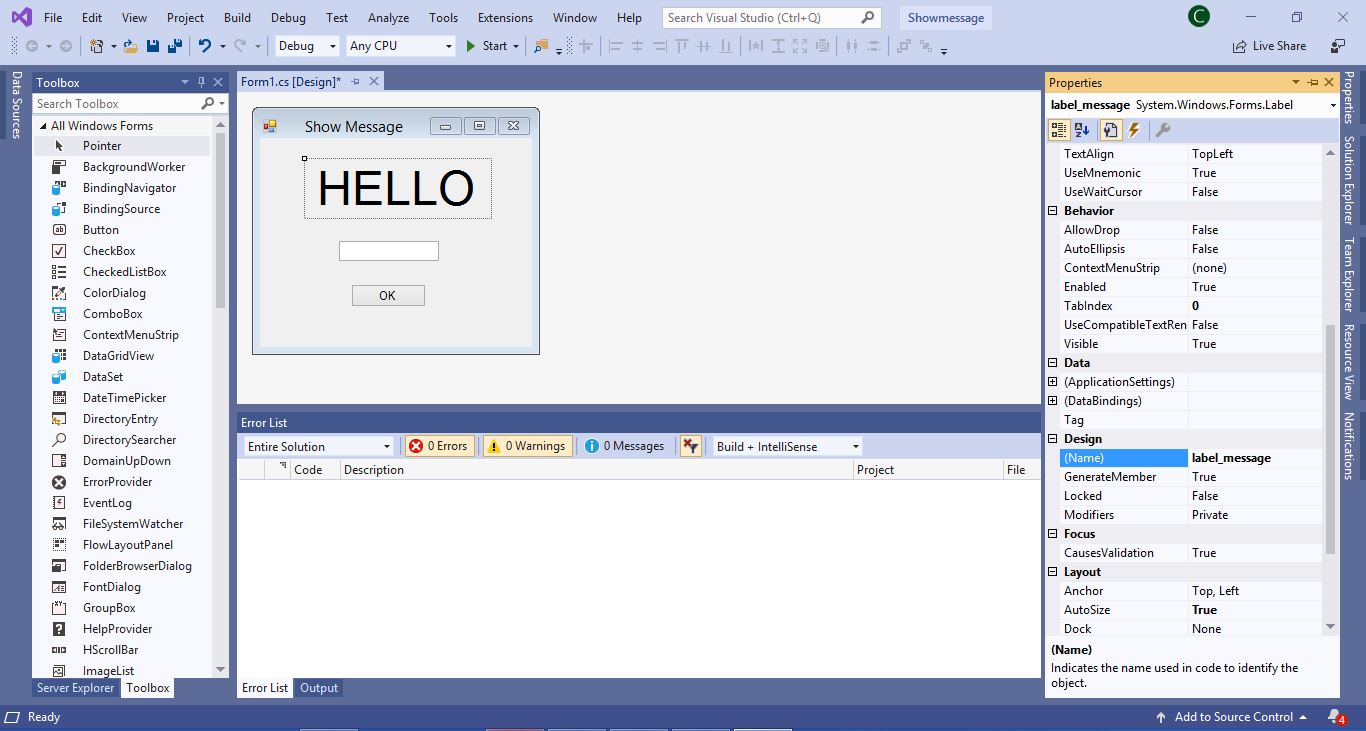 File Edit View Project Build Debug Test Analyze Tools Extensions Window Help Search Visual Studio (Ctrl+Q) Showmessage C
Debug Any CPU Start Live Share
Data Sources
Toolbox
Search Toolbox
All Windows Forms
Pointer
BackgroundWorker
BindingNavigator
BindingSource
Button
CheckBox
CheckedListBox
ColorDialog
ComboBox
ContextMenuStrip
DataGridView
DataSet
DateTimePicker
DirectoryEntry
DirectorySearcher
DomainUpDown
ErrorProvider
EventLog
FileSystemWatcher
FlowLayoutPanel
FolderBrowserDialog
FontDialog
GroupBox
HelpProvider
HScrollBar
ImageList
Server Explorer Toolbox
Form1.cs [Design]*
Show Message
HELLO
OK
Error List
Entire Solution 0 Errors 0 Warnings 0 Messages Build + IntelliSense
Code Description Project File
Error List Output
Properties
label_message System.Windows.Forms.Label
TextAlign TopLeft
UseMnemonic True
UseWaitCursor False
Behavior
AllowDrop False
AutoEllipsis False
ContextMenuStrip (none)
Enabled True
TabIndex 0
UseCompatibleTextRen False
Visible True
Data
(ApplicationSettings)
(DataBindings)
Tag
Design
(Name) label_message
GenerateMember True
Locked False
Modifiers Private
Focus
CausesValidation True
Layout
Anchor Top, Left
AutoSize True
Dock None
(Name)
Indicates the name used in code to identify the
object.
Properties
Solution Explorer
Team Explorer
Resource View
Notifications
Ready Add to Source Control 4